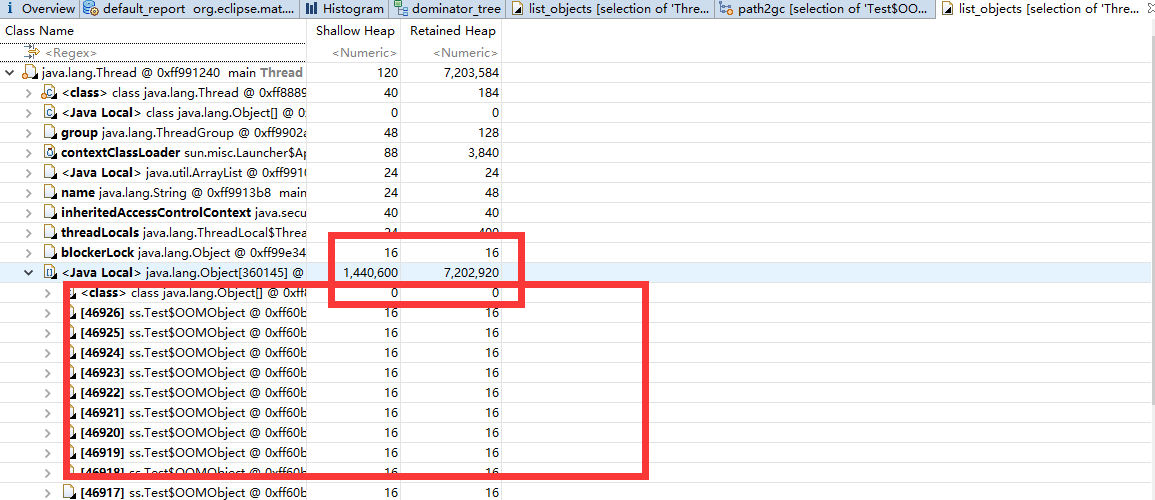 i Overview default_report org.eclipse.mat.... Histogram dominator_tree list_objects [selection of 'Thre... path2gc [selection of 'Test$OO... list_objects [selection of 'Thre...
Class Name Shallow Heap Retained Heap
<Regex> <Numeric> <Numeric>
java.lang.Thread @ 0xff991240 main Thread 120 7,203,584
<class> class java.lang.Thread @ 0xff8889 40 184
<Java Local> class java.lang.Object[] @ 0 0 0
group java.lang.ThreadGroup @ 0xff9902a 48 128
contextClassLoader sun.misc.Launcher$Ap 88 3,840
<Java Local> java.util.ArrayList @ 0xff991 24 24
name java.lang.String @ 0xff9913b8 main 24 48
inheritedAccessControlContext java.secu 40 40
threadLocals java.lang.ThreadLocal$Threa 24 400
blockerLock java.lang.Object @ 0xff99e34 16 16
<Java Local> java.lang.Object[360145] @ 1,440,600 7,202,920
<class> class java.lang.Object[] @ 0xff 0 0
[46926] ss.Test$OOMObject @ 0xff60b 16 16
[46925] ss.Test$OOMObject @ 0xff60b 16 16
[46924] ss.Test$OOMObject @ 0xff60b 16 16
[46923] ss.Test$OOMObject @ 0xff60b 16 16
[46922] ss.Test$OOMObject @ 0xff60b 16 16
[46921] ss.Test$OOMObject @ 0xff60b 16 16
[46920] ss.Test$OOMObject @ 0xff60b 16 16
[46919] ss.Test$OOMObject @ 0xff60b 16 16
[46918] ss.Test$OOMObject @ 0xff60b 16 16
[46917] ss.Test$OOMObject @ 0xff60b 16 16